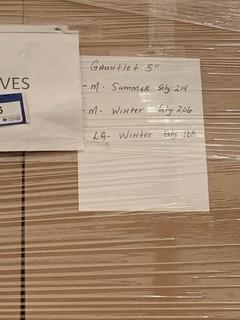 VES
GAUNTLET 5"
- M. SUMMER Qty 214
- M. WINTER Qty 206
LG. WINTER Qty 168